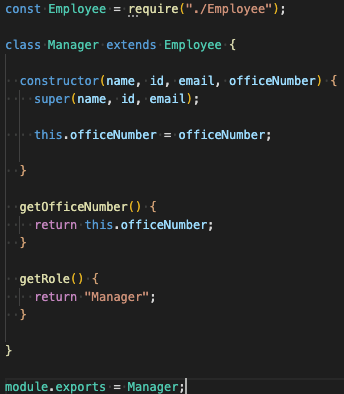 const Employee = require("./Employee");
class Manager extends Employee {
constructor(name, id, email, officeNumber) {
super(name, id, email);
this.officeNumber = officeNumber;
}
getOfficeNumber() {
return this.officeNumber;
}
getRole() {
return "Manager";
}
}
module.exports = Manager;